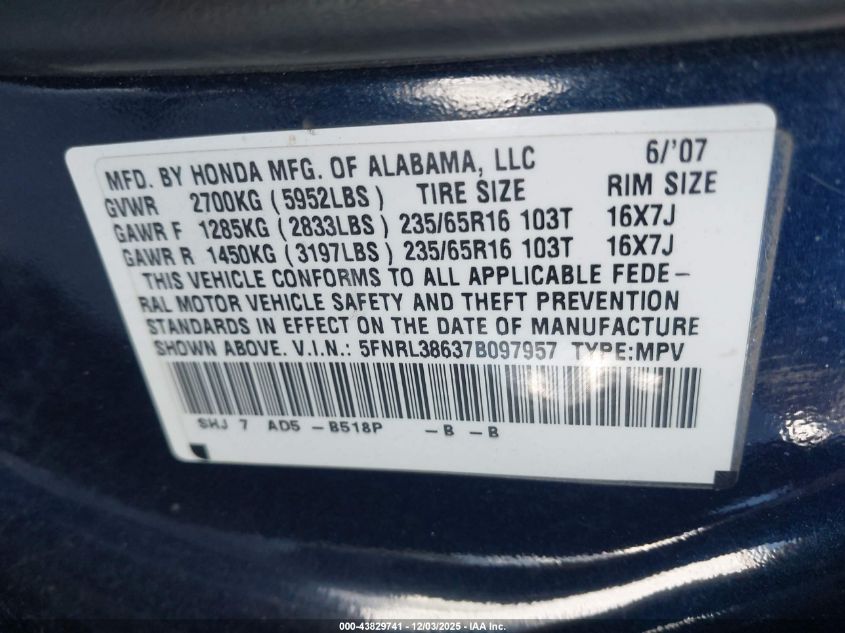 MFD. BY HONDA MFG. OF ALABAMA, LLC 6/'07
GVWR 2700KG (5952LBS) TIRE SIZE RIM SIZE
GAWR F 1285KG (2833LBS) 235/65R16 103T 16X7J
GAWR R 1450KG (3197LBS) 235/65R16 103T 16X7J
THIS VEHICLE CONFORMS TO ALL APPLICABLE FEDE-
RAL MOTOR VEHICLE SAFETY AND THEFT PREVENTION
STANDARDS IN EFFECT ON THE DATE OF MANUFACTURE
SHOWN ABOVE. V.I.N.: 5FNRL38637B097957 TYPE:MPV
SHJ 7 AD5 -B518P -B -B
000-43829741 - 12/03/2025 - IAA Inc.